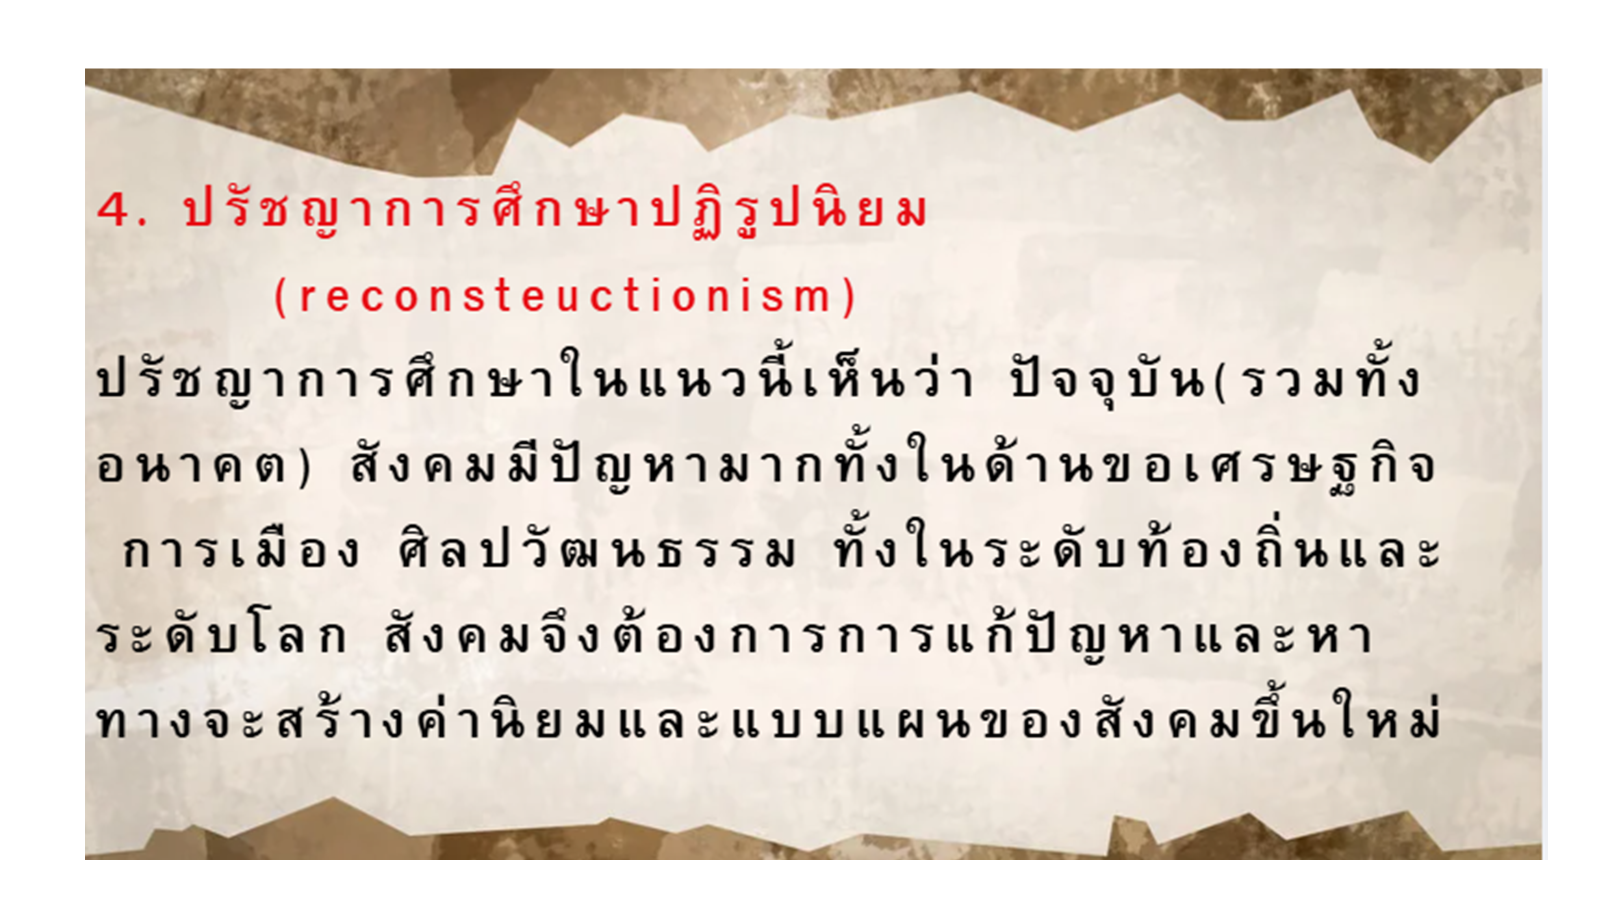 4. ปรัชญาการศึกษาปฏิรูปนิยม
(reconsteuctionism)
ปรัชญาการศึกษาในแนวนี้เห็นว่า ปัจจุบัน(รวมทั้ง
อนาคต) สังคมมีปัญหามากทั้งในด้านขอเศรษฐกิจ
การเมือง ศิลปวัฒนธรรม ทั้งในระดับท้องถิ่นและ
ระดับโลก สังคมจึงต้องการการแก้ปัญหาและหา
ทางจะสร้างค่านิยมและแบบแผนของสังคมขึ้นใหม่